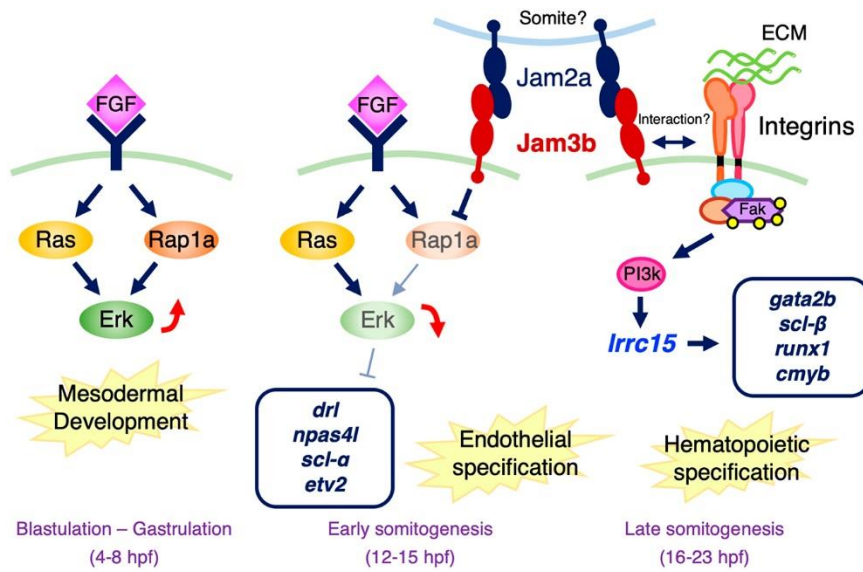 Somite?
ECM
FGF
FGF
Jam2a
Interaction?
Integrins
Jam3b
Ras
Rap1a
Ras
Rap1a
Fak
PI3k
Erk
Erk
lrrc15
gata2b
scl-β
runx1
cmyb
Mesodermal
Development
drl
npas4l
scl-α
etv2
Endothelial
specification
Hematopoietic
specification
Blastulation – Gastrulation
(4-8 hpf)
Early somitogenesis
(12-15 hpf)
Late somitogenesis
(16-23 hpf)